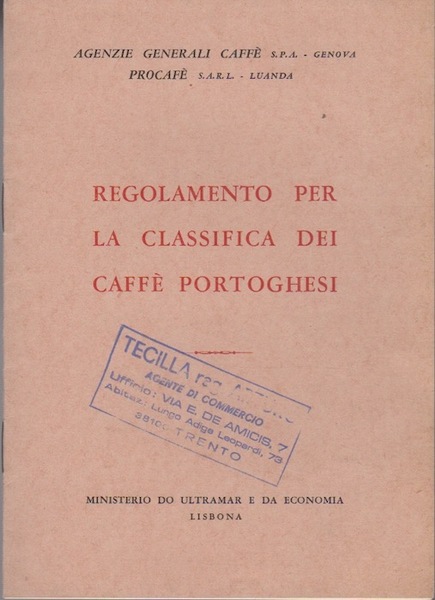 AGENZIE GENERALI CAFFÈ S.P.A. - GENOVA
PROCAFÈ S.A.R.L. - LUANDA
REGOLAMENTO PER
LA CLASSIFICA DEI
CAFFÈ PORTOGHESI
TECILLA
AGENTE DI COMMERCIO
Ufficio: VIA E. DE AMICIS, 7
Abitaz: Lungo Adige Leopardi, 73
38100 TRENTO
MINISTERIO DO ULTRAMAR E DA ECONOMIA
LISBONA